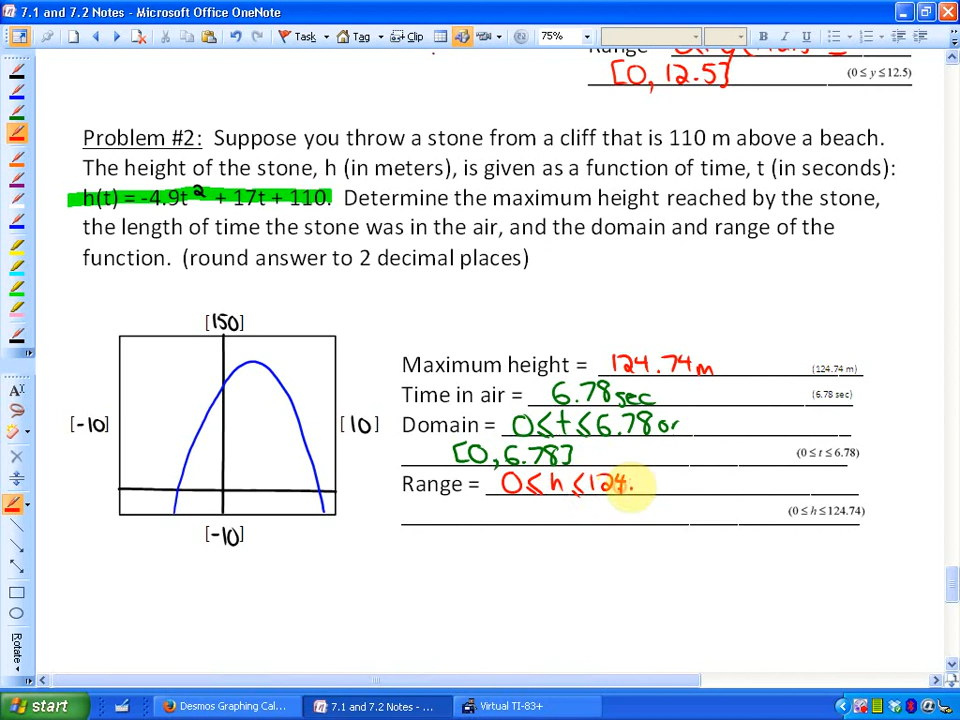 7.1 and 7.2 Notes - Microsoft Office OneNote
Task Tag Clip 75% B I
[0, 12.5] (0 ≤ y ≤ 12.5)
Problem #2: Suppose you throw a stone from a cliff that is 110 m above a beach.
The height of the stone, h (in meters), is given as a function of time, t (in seconds):
h(t) = -4.9t² + 17t + 110. Determine the maximum height reached by the stone,
the length of time the stone was in the air, and the domain and range of the
function. (round answer to 2 decimal places)
[150]
Maximum height = 124.74m (124.74 m)
Time in air = 6.78sec (6.78 sec)
[-10] [10] Domain = 0≤t≤6.78 or
[0,6.78] (0 ≤ t ≤ 6.78)
Range = 0≤h≤124.
(0 ≤ h ≤ 124.74)
[-10]
Rotate
start Desmos Graphing Cal... 7.1 and 7.2 Notes - ... Virtual TI-83+